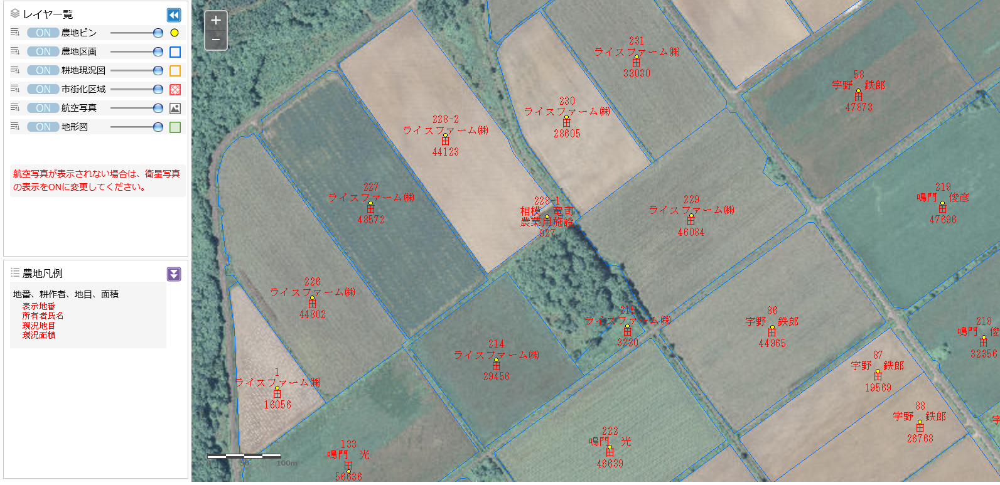 レイヤ一覧
ON 農地ピン
ON 農地区画
ON 耕地現況図
ON 市街化区域
ON 航空写真
ON 地形図
航空写真が表示されない場合は、衛星写真
の表示をONに変更してください。
農地凡例
地番、耕作者、地目、面積
表示地番
所有者氏名
現況地目
現況面積
+
−
231
ライスファーム㈱
田
33030
58
宇野 鉄郎
田
47873
230
ライスファーム㈱
田
28605
228-2
ライスファーム㈱
田
44123
227
ライスファーム㈱
田
48572
228-1
相模 竜司
農業用施設
927
229
ライスファーム㈱
田
46084
219
鳴門 俊彦
田
47696
226
ライスファーム㈱
田
44802
215
ライスファーム㈱
田
3220
86
宇野 鉄郎
田
44965
218
鳴門 俊
田
32356
214
ライスファーム㈱
田
29456
87
宇野 鉄郎
田
19569
1
ライスファーム㈱
田
16056
88
宇野 鉄郎
田
26768
宇
222
鳴門 光
田
46639
133
鳴門 光
田
56636
0 50 100m